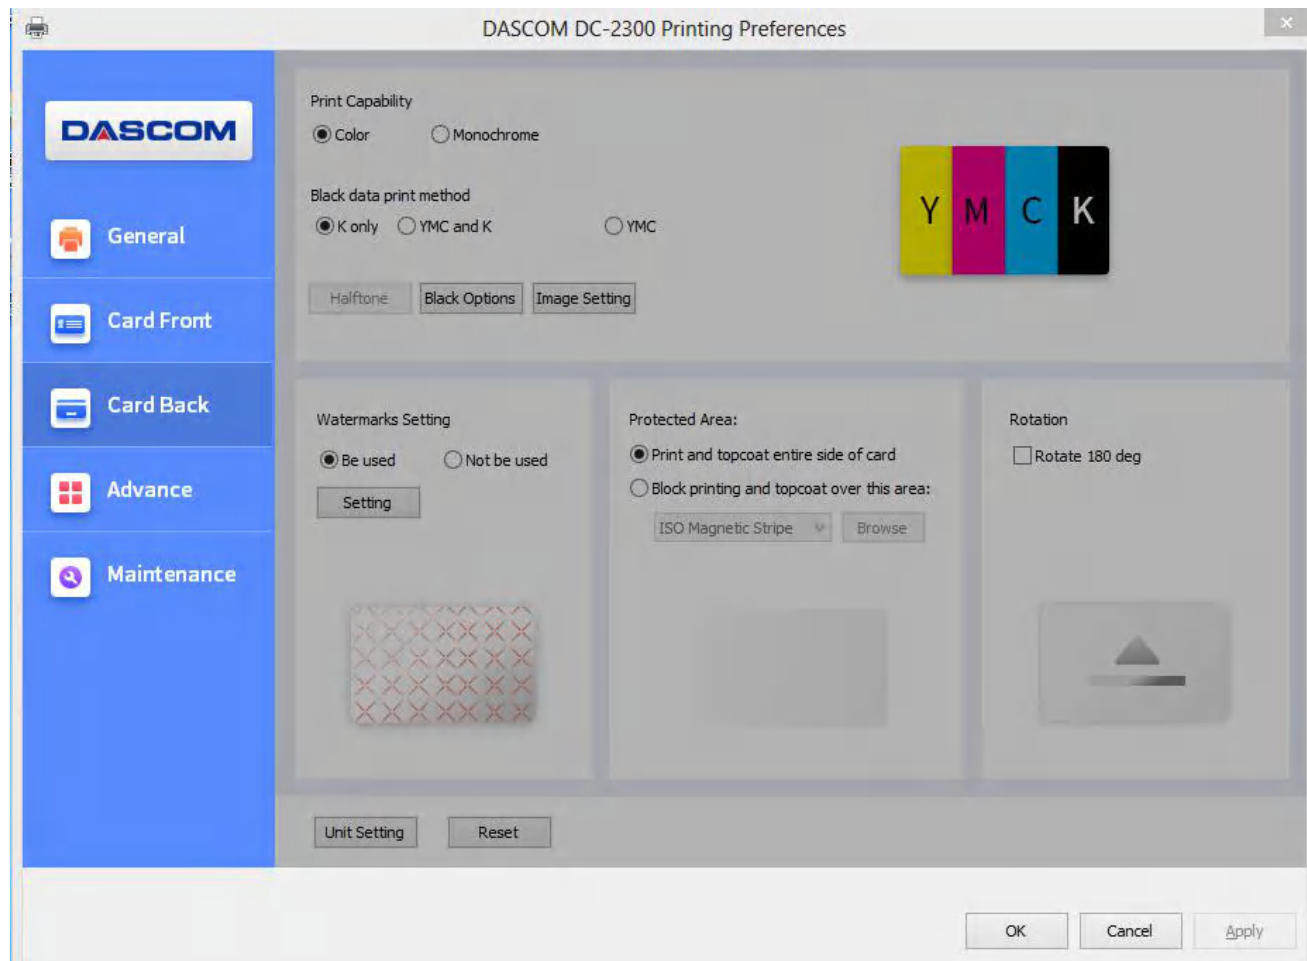 DASCOM DC-2300 Printing Preferences
DASCOM
General
Card Front
Card Back
Advance
Maintenance
Print Capability
Color Monochrome
Black data print method
K only YMC and K YMC
Halftone Black Options Image Setting
Y M C K
Watermarks Setting
Be used Not be used
Setting
Protected Area:
Print and topcoat entire side of card
Block printing and topcoat over this area:
ISO Magnetic Stripe Browse
Rotation
Rotate 180 deg
Unit Setting Reset
OK Cancel Apply